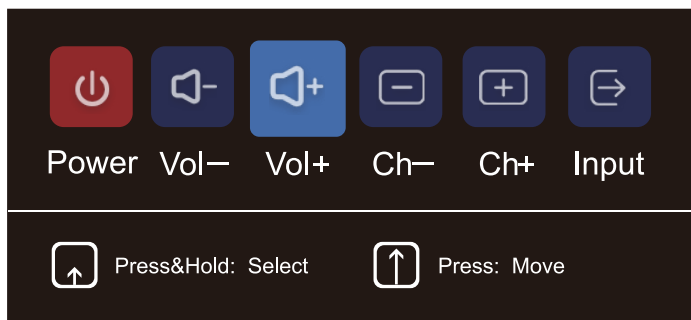 Power Vol− Vol+ Ch− Ch+ Input
Press&Hold: Select Press: Move